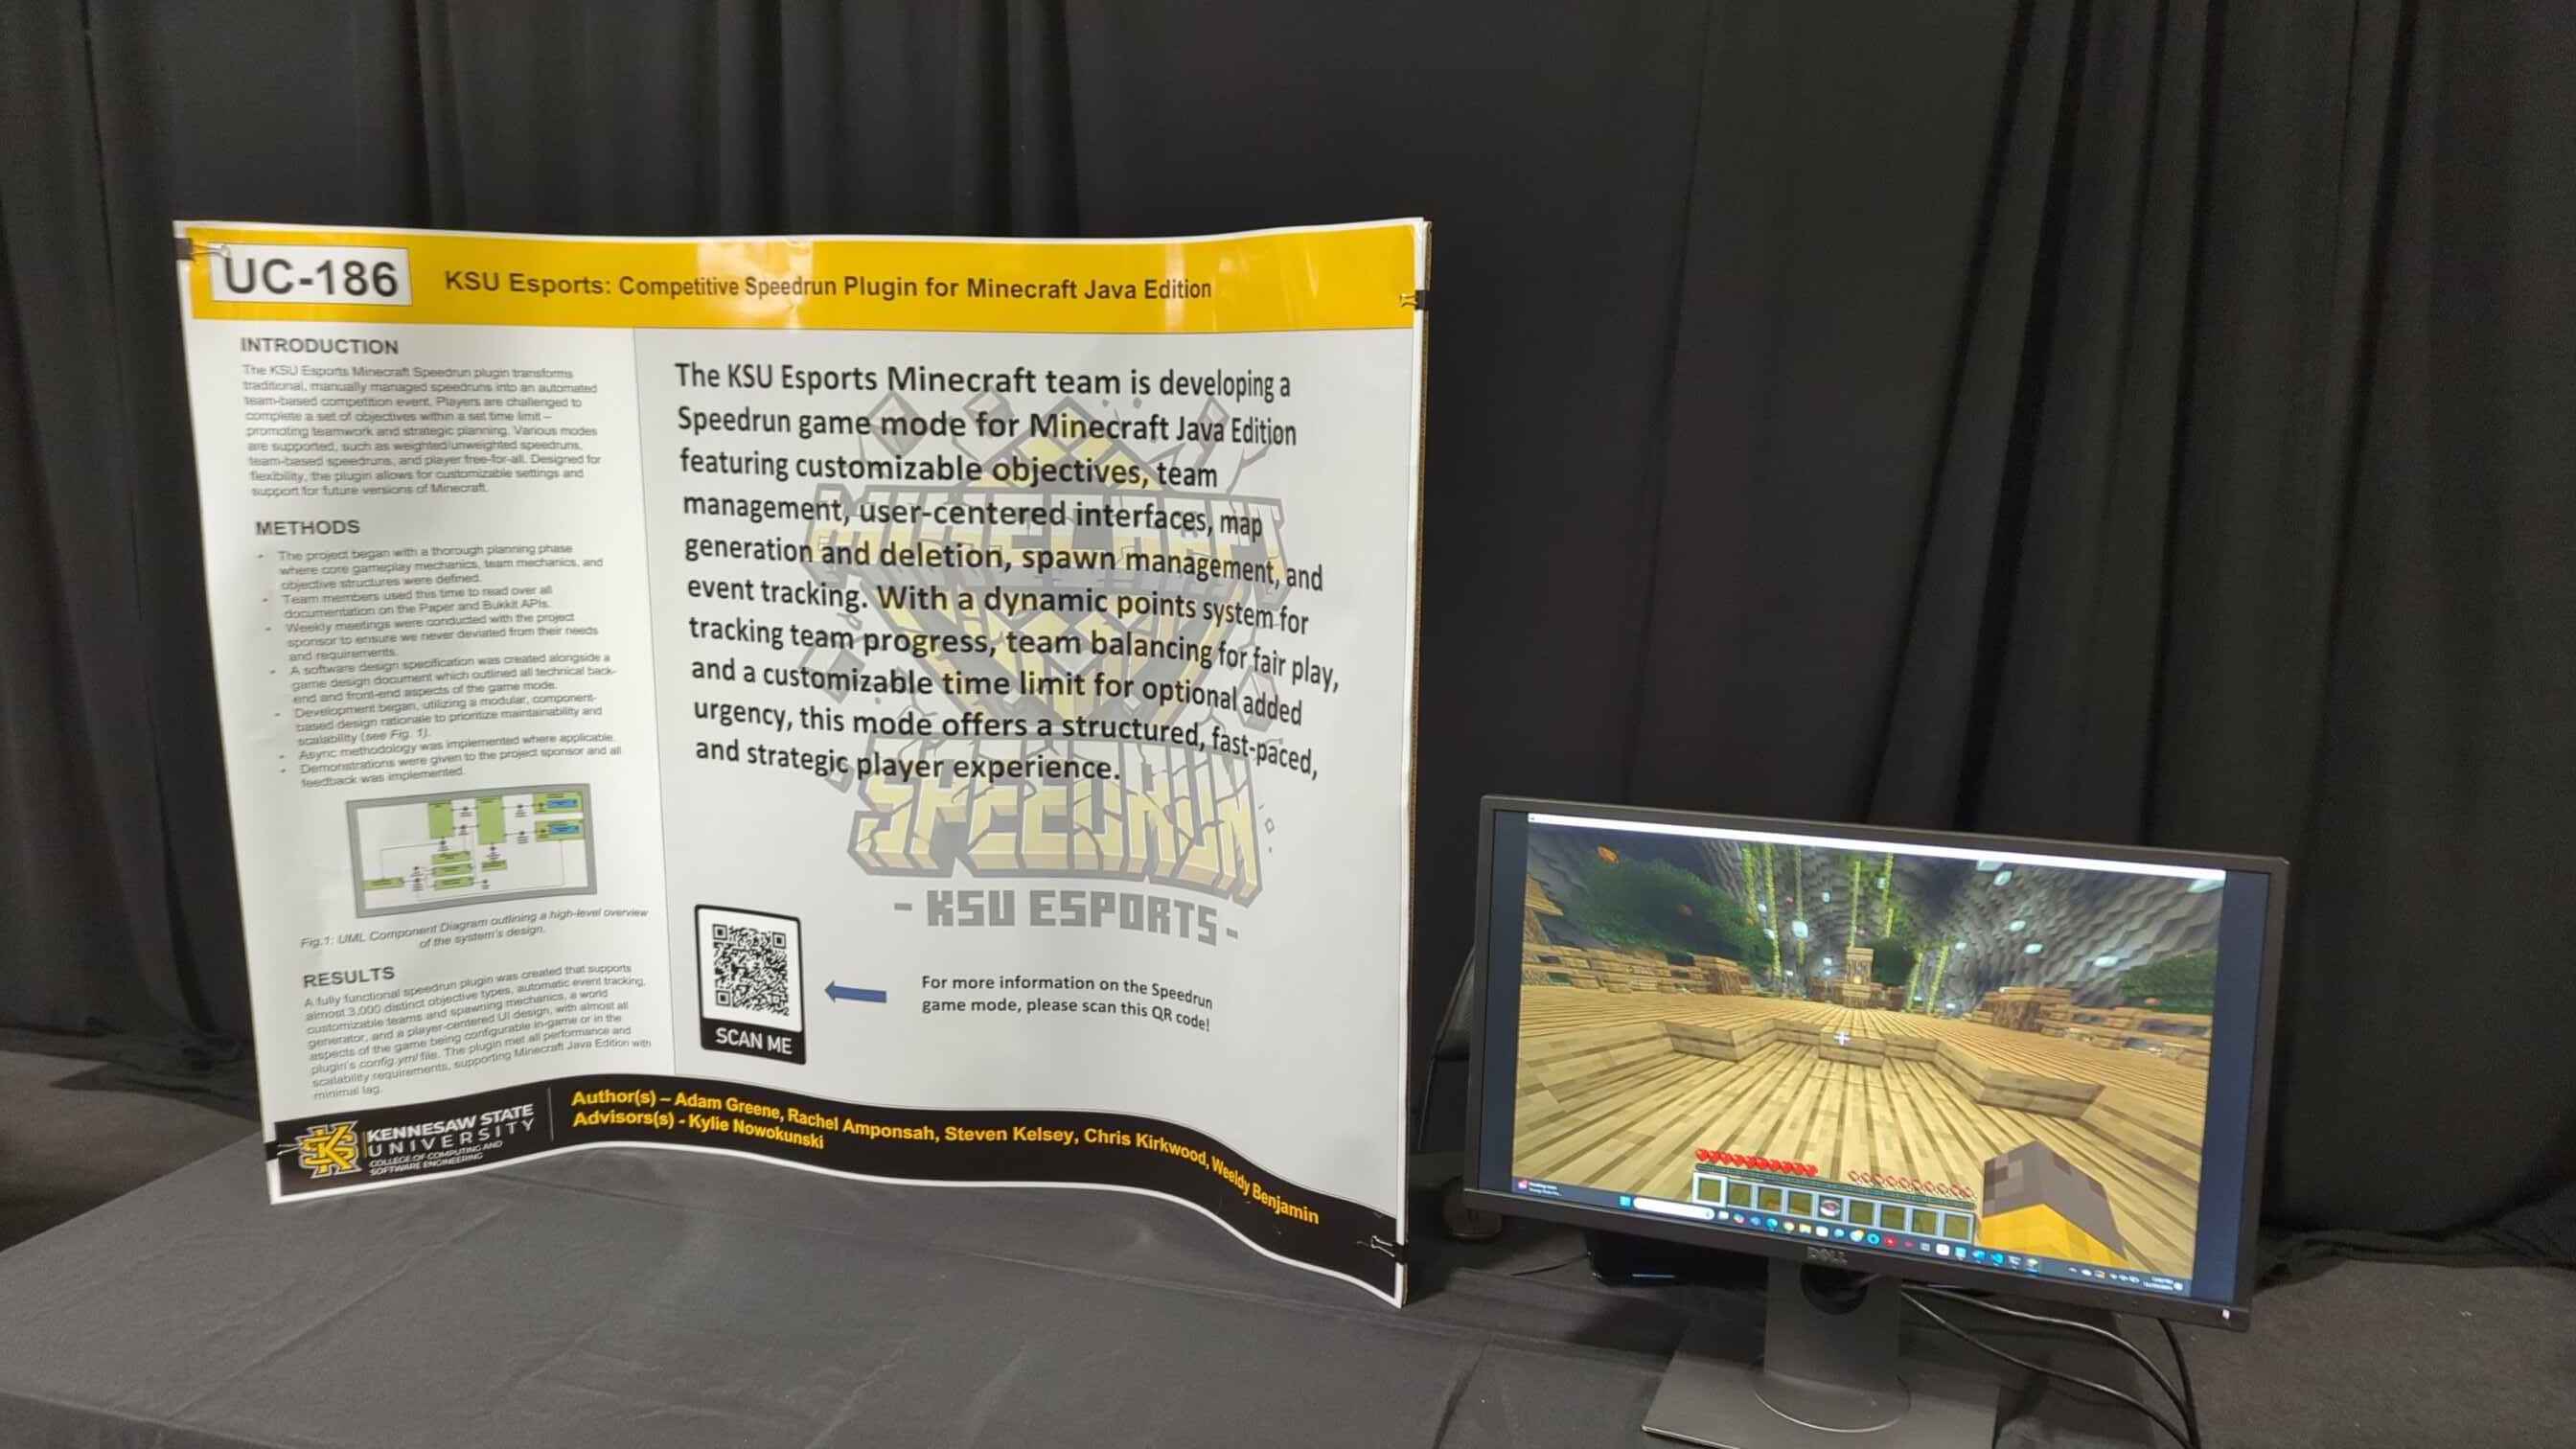 UC-186
KSU Esports: Competitive Speedrun Plugin for Minecraft Java Edition
INTRODUCTION
The KSU Esports Minecraft Speedrun plugin transforms
traditional, manually managed speedruns into an automated
team-based competition event. Players are challenged to
complete a set of objectives within a set time limit –
promoting teamwork and strategic planning. Various modes
are supported, such as weighted/unweighted speedruns,
team-based speedruns, and player free-for-all. Designed for
flexibility, the plugin allows for customizable settings and
support for future versions of Minecraft.
METHODS
- The project began with a thorough planning phase
where core gameplay mechanics, team mechanics, and
objective structures were defined.
- Team members used this time to read over all
documentation on the Paper and Bukkit APIs.
- Weekly meetings were conducted with the project
sponsor to ensure we never deviated from their needs
and requirements.
- A software design specification was created alongside a
game design document which outlined all technical back-
end and front-end aspects of the game mode.
- Development began, utilizing a modular, component-
based design rationale to prioritize maintainability and
scalability (see Fig. 1).
- Async methodology was implemented where applicable.
- Demonstrations were given to the project sponsor and all
feedback was implemented.
Fig.1: UML Component Diagram outlining a high-level overview
of the system's design.
RESULTS
A fully functional speedrun plugin was created that supports
almost 3,000 distinct objective types, automatic event tracking,
customizable teams and spawning mechanics, a world
generator, and a player-centered UI design, with almost all
aspects of the game being configurable in-game or in the
plugin's config.yml file. The plugin met all performance and
scalability requirements, supporting Minecraft Java Edition with
minimal lag.
The KSU Esports Minecraft team is developing a
Speedrun game mode for Minecraft Java Edition
featuring customizable objectives, team
management, user-centered interfaces, map
generation and deletion, spawn management, and
event tracking. With a dynamic points system for
tracking team progress, team balancing for fair play,
and a customizable time limit for optional added
urgency, this mode offers a structured, fast-paced,
and strategic player experience.
MINECRAFT
SPEEDRUN
- KSU ESPORTS -
SCAN ME
For more information on the Speedrun
game mode, please scan this QR code!
KENNESAW STATE
UNIVERSITY
COLLEGE OF COMPUTING AND
SOFTWARE ENGINEERING
Author(s) – Adam Greene, Rachel Amponsah, Steven Kelsey, Chris Kirkwood, Weeldy Benjamin
Advisors(s) - Kylie Nowokunski
DELL